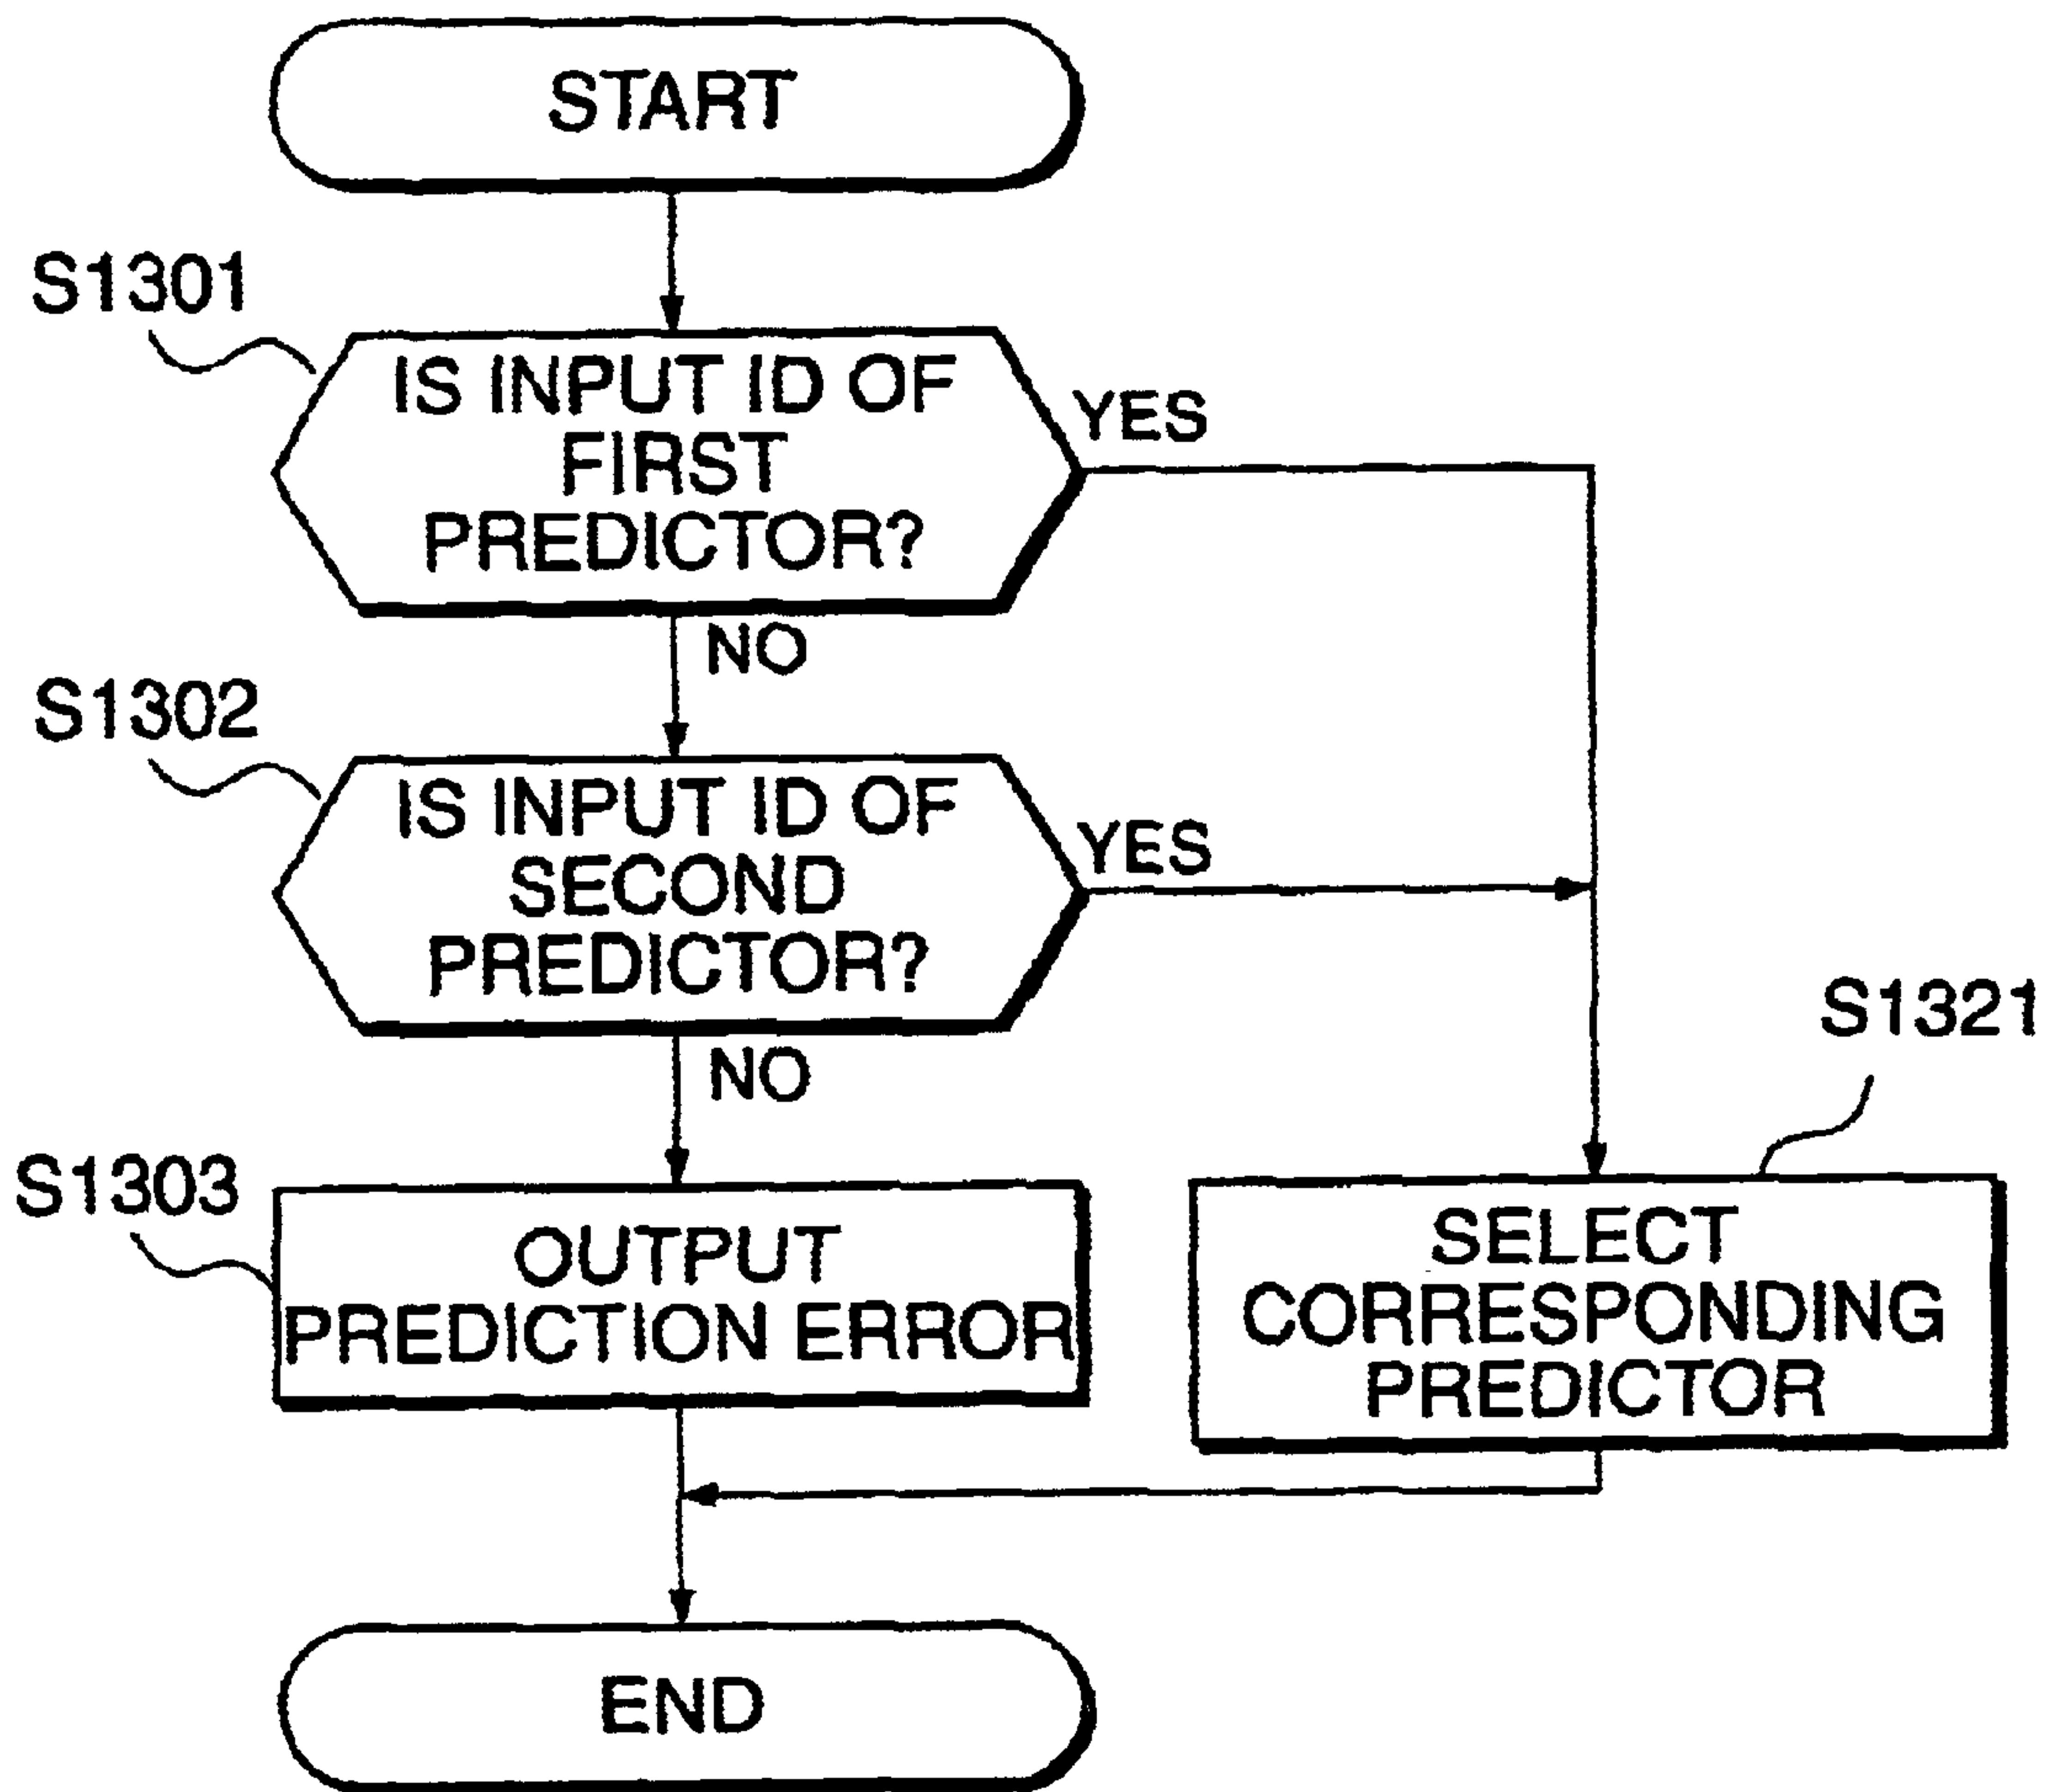 START
S1301
IS INPUT ID OF
FIRST
PREDICTOR?
YES
NO
S1302
IS INPUT ID OF
SECOND
PREDICTOR?
YES
NO
S1321
S1303
OUTPUT
PREDICTION ERROR
SELECT
CORRESPONDING
PREDICTOR
END